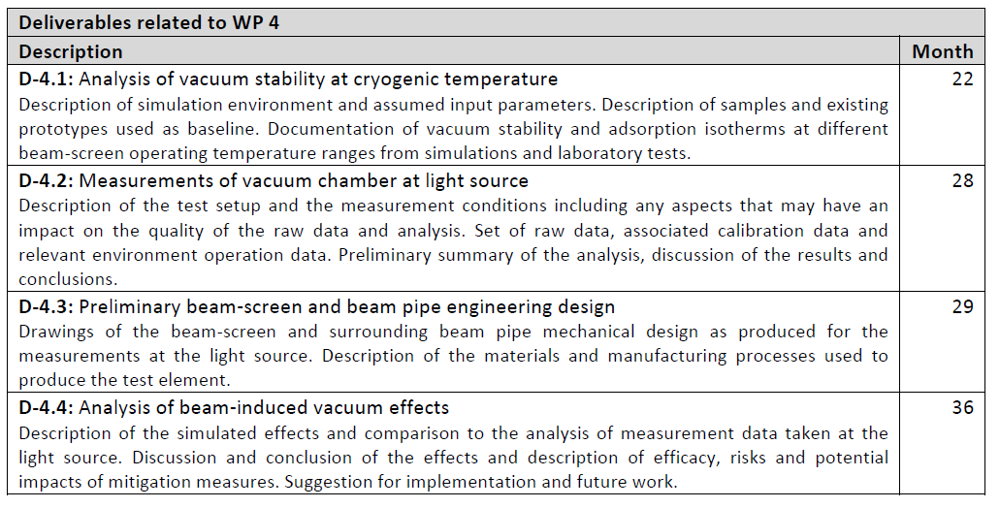 Deliverables related to WP 4
Description Month
D-4.1: Analysis of vacuum stability at cryogenic temperature 22
Description of simulation environment and assumed input parameters. Description of samples and existing
prototypes used as baseline. Documentation of vacuum stability and adsorption isotherms at different
beam-screen operating temperature ranges from simulations and laboratory tests.
D-4.2: Measurements of vacuum chamber at light source 28
Description of the test setup and the measurement conditions including any aspects that may have an
impact on the quality of the raw data and analysis. Set of raw data, associated calibration data and
relevant environment operation data. Preliminary summary of the analysis, discussion of the results and
conclusions.
D-4.3: Preliminary beam-screen and beam pipe engineering design 29
Drawings of the beam-screen and surrounding beam pipe mechanical design as produced for the
measurements at the light source. Description of the materials and manufacturing processes used to
produce the test element.
D-4.4: Analysis of beam-induced vacuum effects 36
Description of the simulated effects and comparison to the analysis of measurement data taken at the
light source. Discussion and conclusion of the effects and description of efficacy, risks and potential
impacts of mitigation measures. Suggestion for implementation and future work.